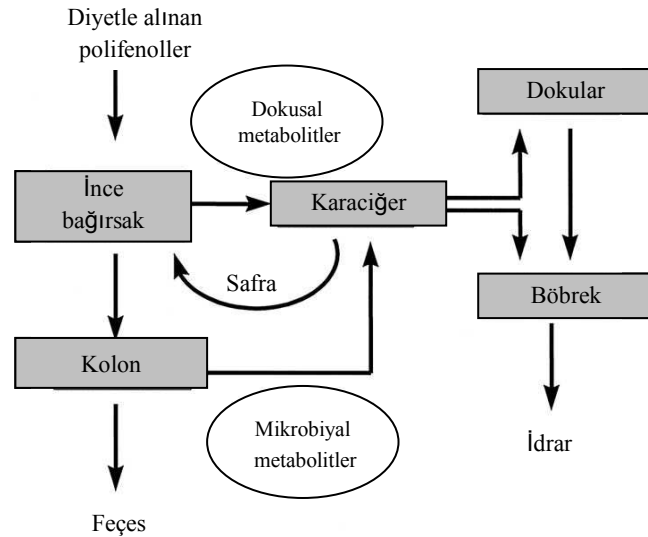 Diyetle alınan
polifenoller
Dokusal
metabolitler
Dokular
İnce
bağırsak
Karaciğer
Safra
Böbrek
Kolon
Mikrobiyal
metabolitler
İdrar
Feçes